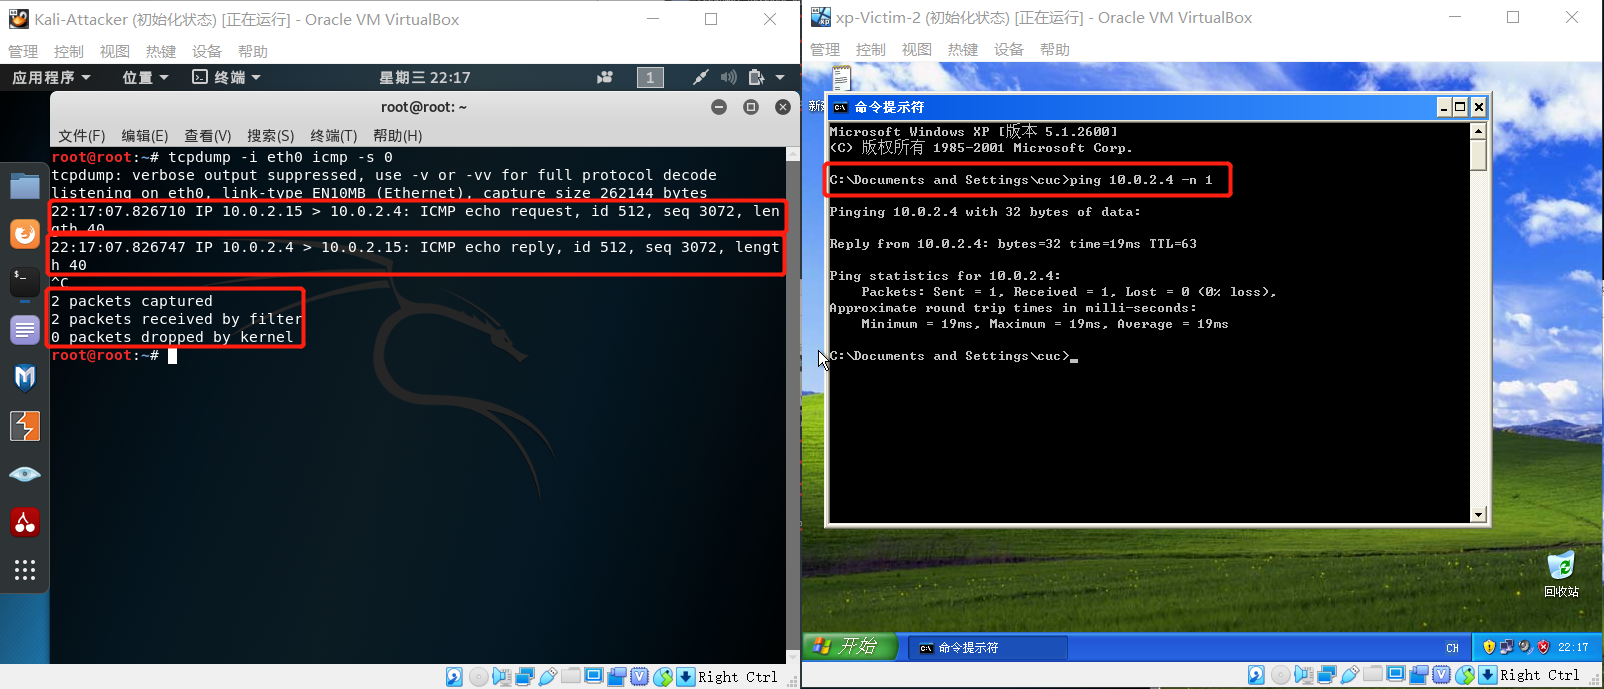 Kali-Attacker (初始化状态) [正在运行] - Oracle VM VirtualBox
管理 控制 视图 热键 设备 帮助
应用程序 位置 终端 星期三 22:17 1
root@root: ~
文件(F) 编辑(E) 查看(V) 搜索(S) 终端(T) 帮助(H)
root@root:~# tcpdump -i eth0 icmp -s 0
tcpdump: verbose output suppressed, use -v or -vv for full protocol decode
listening on eth0, link-type EN10MB (Ethernet), capture size 262144 bytes
22:17:07.826710 IP 10.0.2.15 > 10.0.2.4: ICMP echo request, id 512, seq 3072, len
gth 40
22:17:07.826747 IP 10.0.2.4 > 10.0.2.15: ICMP echo reply, id 512, seq 3072, lengt
h 40
^C
2 packets captured
2 packets received by filter
0 packets dropped by kernel
root@root:~#
Right Ctrl
xp-Victim-2 (初始化状态) [正在运行] - Oracle VM VirtualBox
管理 控制 视图 热键 设备 帮助
命令提示符
Microsoft Windows XP [版本 5.1.2600]
(C) 版权所有 1985-2001 Microsoft Corp.
C:\Documents and Settings\cuc>ping 10.0.2.4 -n 1
Pinging 10.0.2.4 with 32 bytes of data:
Reply from 10.0.2.4: bytes=32 time=19ms TTL=63
Ping statistics for 10.0.2.4:
Packets: Sent = 1, Received = 1, Lost = 0 (0% loss),
Approximate round trip times in milli-seconds:
Minimum = 19ms, Maximum = 19ms, Average = 19ms
C:\Documents and Settings\cuc>
回收站
开始 命令提示符 CH 22:17
Right Ctrl